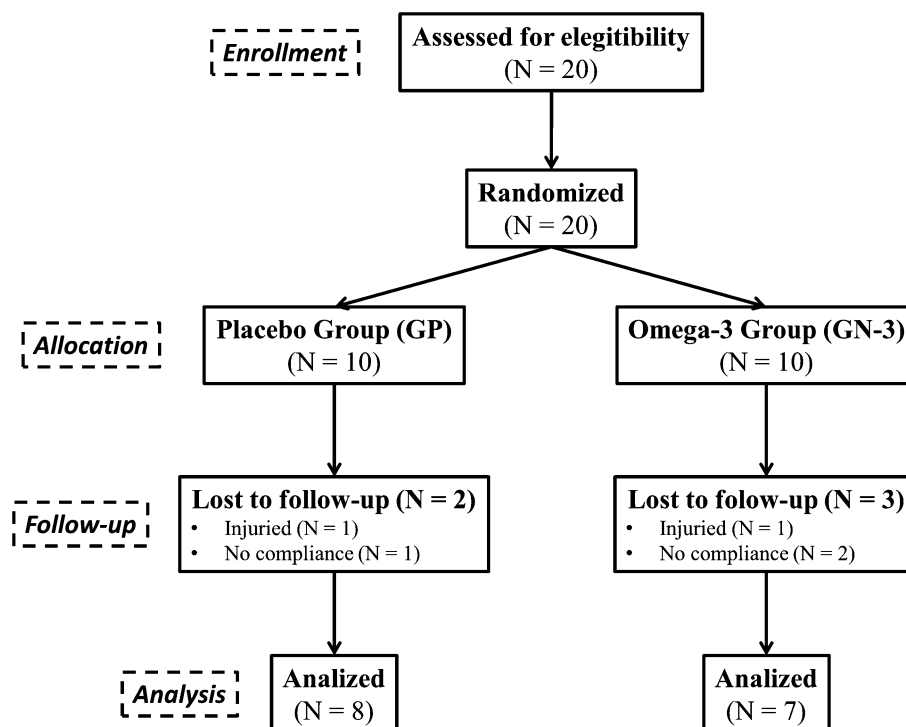 Enrollment
Assessed for elegitibility
(N = 20)
Randomized
(N = 20)
Allocation
Placebo Group (GP)
(N = 10)
Omega-3 Group (GN-3)
(N = 10)
Follow-up
Lost to follow-up (N = 2)
• Injuried (N = 1)
• No compliance (N = 1)
Lost to folow-up (N = 3)
• Injuried (N = 1)
• No compliance (N = 2)
Analysis
Analized
(N = 8)
Analized
(N = 7)